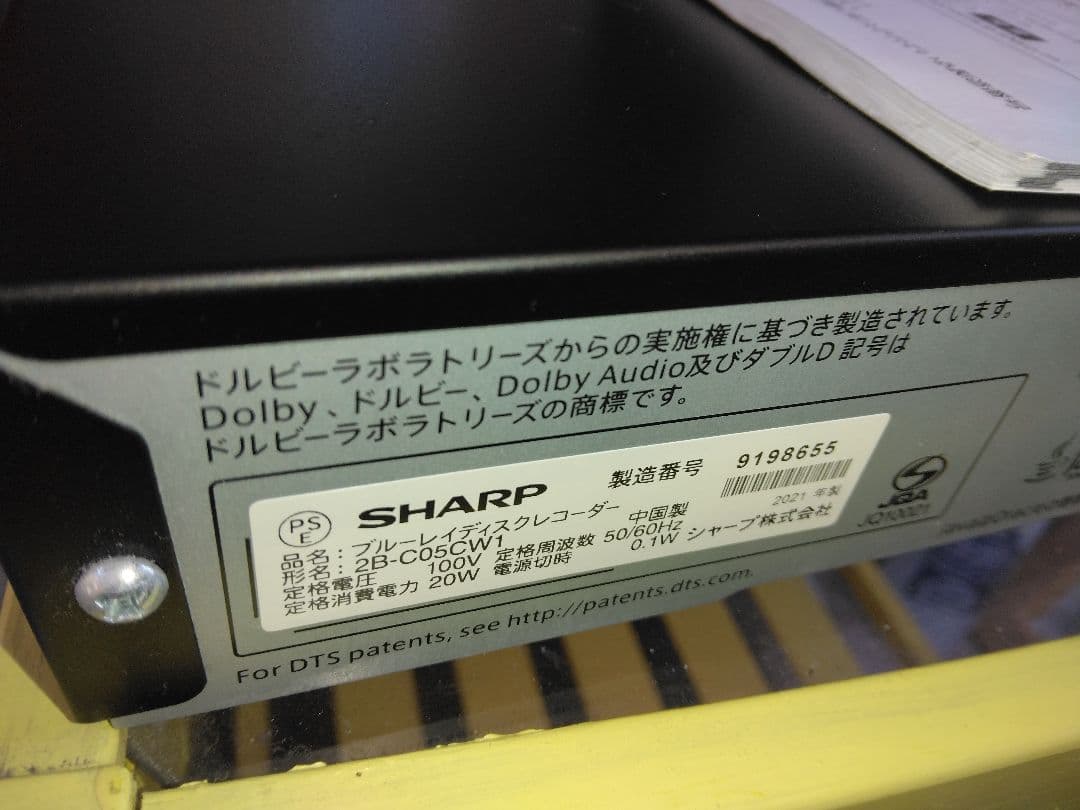 製造番号
ドルビーラボラトリーズからの実施権に基づき製造されています。
Dolby、ドルビー、Dolby Audio及びダブルD 記号は
ドルビーラボラトリーズの商標です。
PS
E
SHARP 製造番号 9198655
2021 年製
品名：ブルーレイディスクレコーダー 中国製
形名：2B-C05CW1
定格電圧 100V 定格周波数 50/60Hz
定格消費電力 20W 電源切時 0.1W シャープ株式会社
JQA
JQ10021
For DTS patents, see http://patents.dts.com.